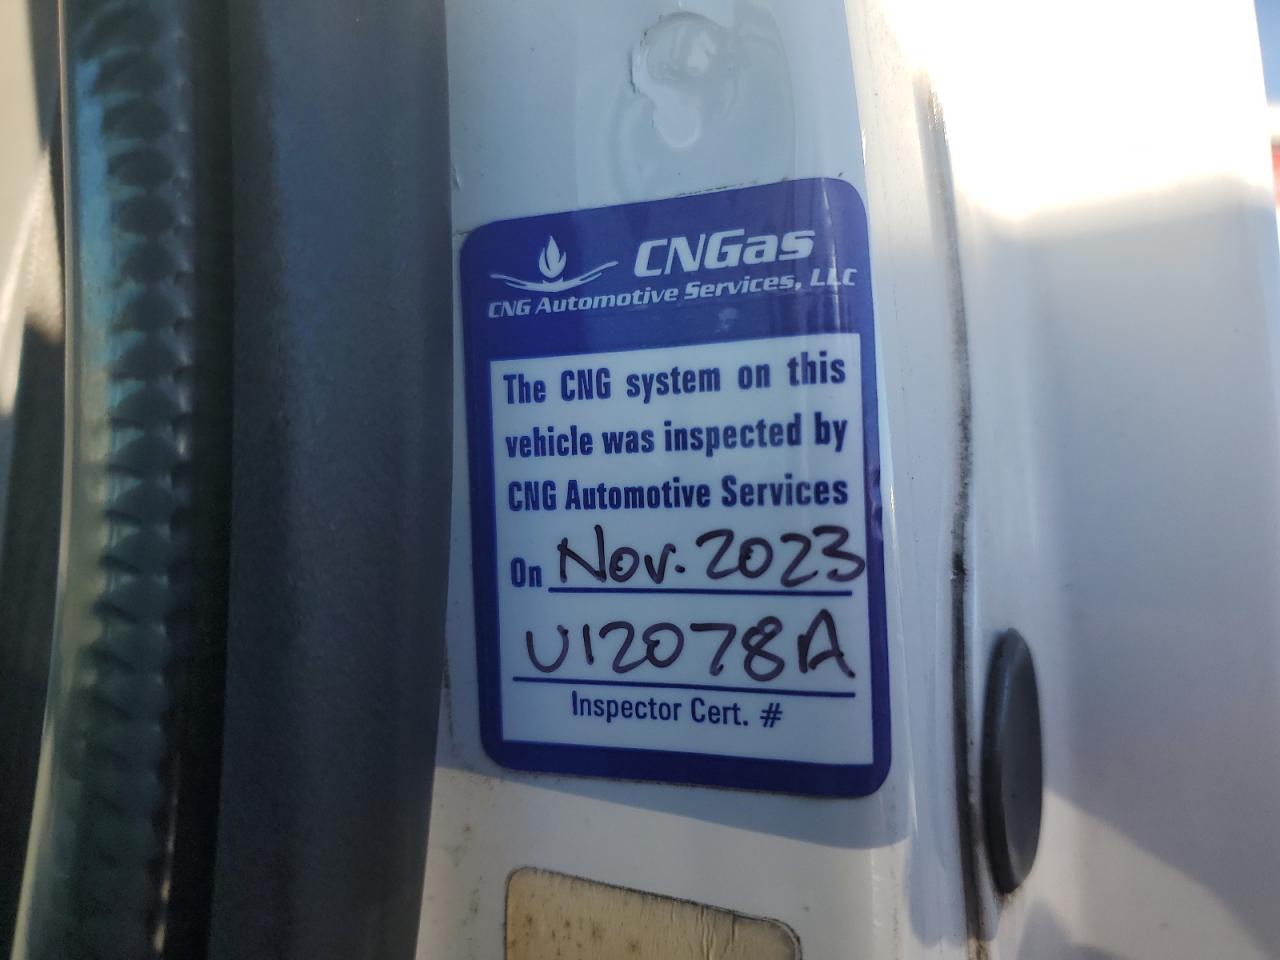 CNGas
CNG Automotive Services, LLC
The CNG system on this
vehicle was inspected by
CNG Automotive Services
On Nov. 2023
U12078A
Inspector Cert. #